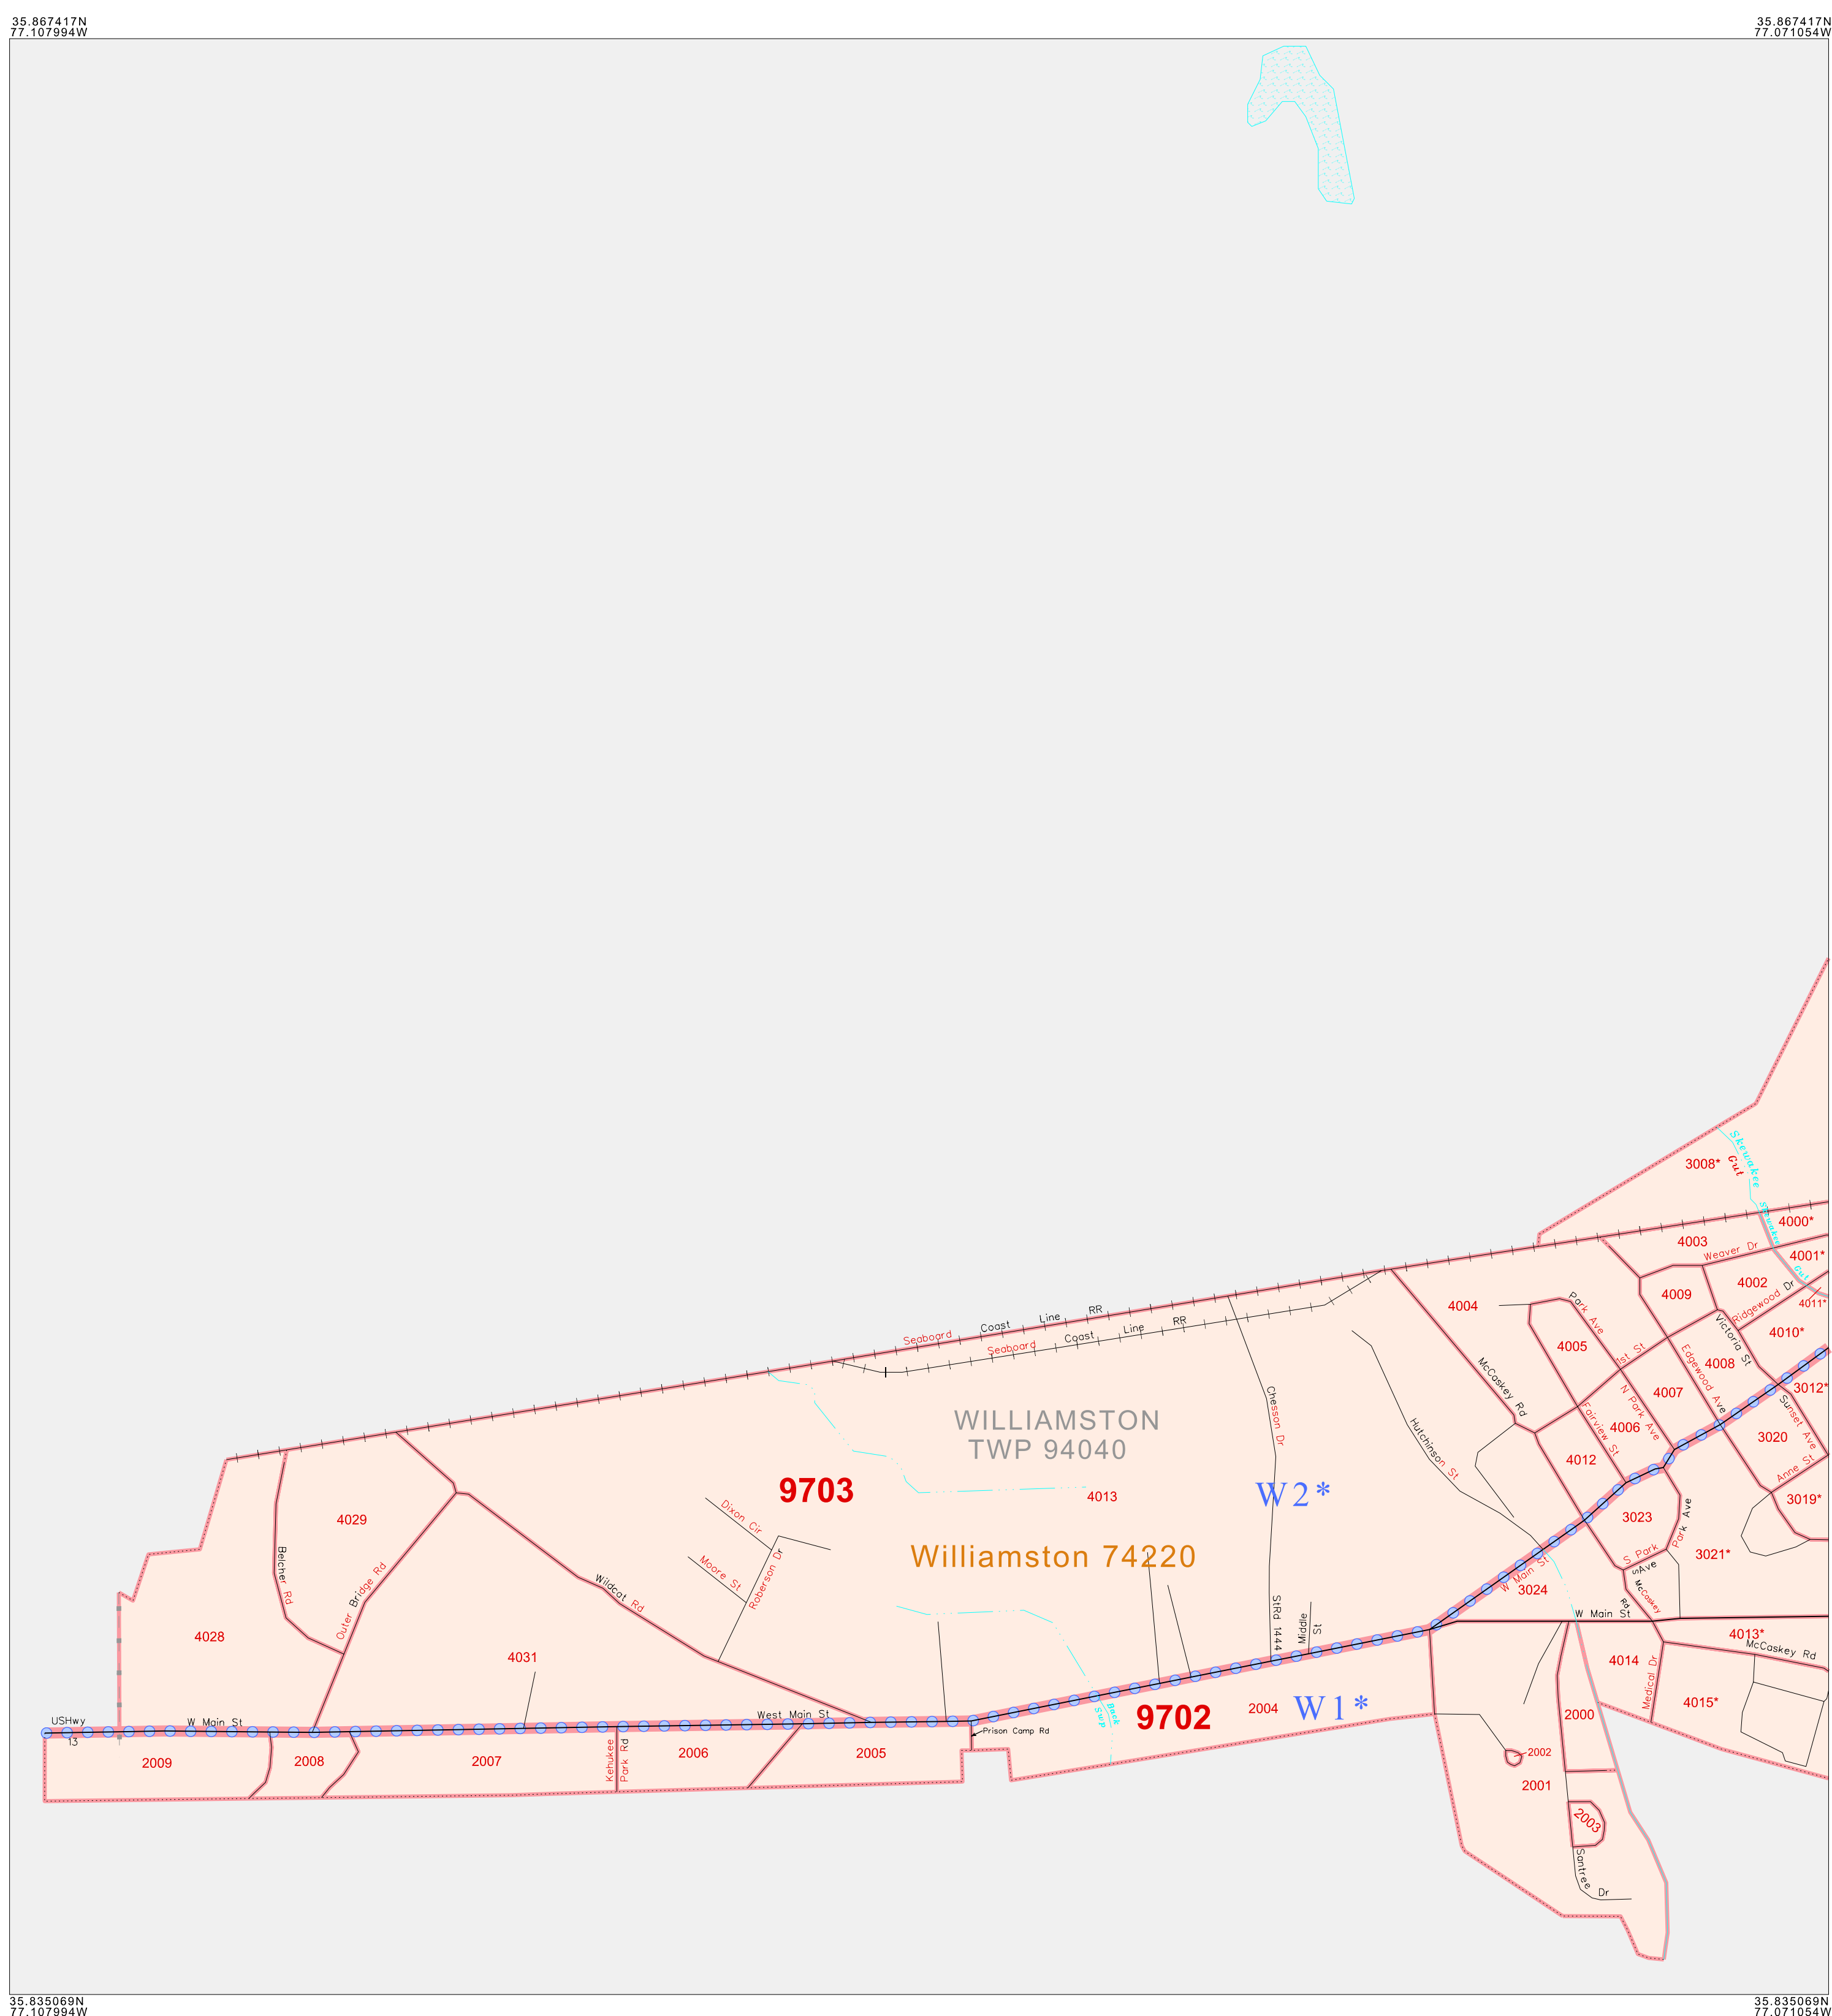 35.867417N
77.107994W
35.867417N
77.071054W
3008*
Skewakee
Gut
Skewakee
Gut
4000*
4003
Weaver Dr
4001*
4002
4009
Ridgewood Dr
4011*
4004
Park Ave
4010*
Victoria St
4005
1st St
Seaboard Coast Line RR
Seaboard Coast Line RR
Edgewood Ave
4008
McCaskey Rd
4007
N Park Ave
3012*
Chesson Dr
Sunset Ave
WILLIAMSTON
TWP 94040
Fairview St
4006
3020
Hutchinson St
4012
Anne St
9703
4013
W2*
3019*
Dixon Cir
4029
3023
Park Ave
Williamston 74220
3021*
Belcher Rd
Outer Bridge Rd
Moore St
Roberson Dr
Wildcat Rd
S Park
Ave
W Main St
3024
McCaskey
Rd
StRd 1444
Middle
St
W Main St
4028
4013*
McCaskey Rd
4031
4014
Medical Dr
4015*
2004
W1*
9702
Back
Swp
2000
USHwy
13
W Main St
West Main St
Prison Camp Rd
2009
2008
2007
Kehukee
Park Rd
2006
2005
2002
2001
2003
Santree Dr
35.835069N
77.107994W
35.835069N
77.071054W